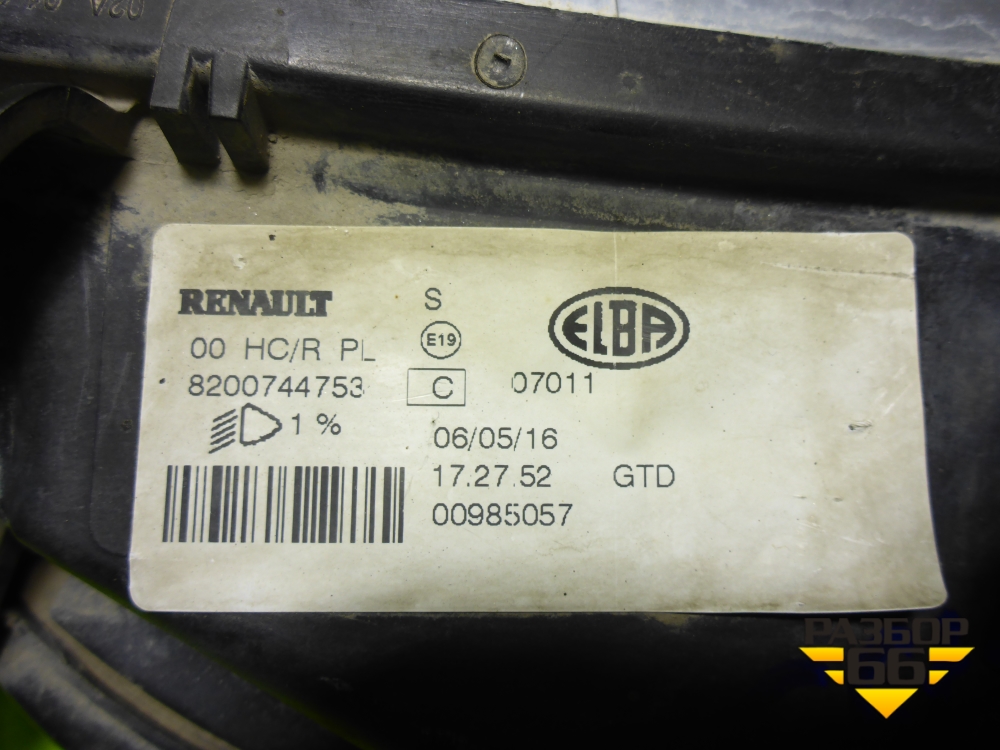 RENAULT S ELBA
00 HC/R PL E19
8200744753 C 07011
1 % 06/05/16
17.27.52 GTD
00985057
РАЗБОР
66